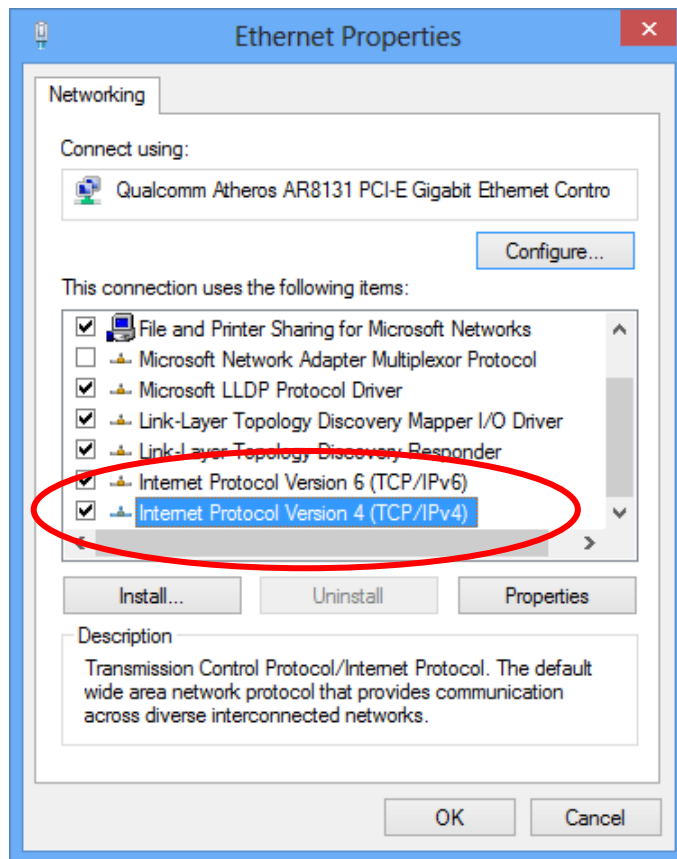 Ethernet Properties
Networking
Connect using:
Qualcomm Atheros AR8131 PCI-E Gigabit Ethernet Contro
Configure...
This connection uses the following items:
File and Printer Sharing for Microsoft Networks
Microsoft Network Adapter Multiplexor Protocol
Microsoft LLDP Protocol Driver
Link-Layer Topology Discovery Mapper I/O Driver
Link-Layer Topology Discovery Responder
Internet Protocol Version 6 (TCP/IPv6)
Internet Protocol Version 4 (TCP/IPv4)
Install...
Uninstall
Properties
Description
Transmission Control Protocol/Internet Protocol. The default
wide area network protocol that provides communication
across diverse interconnected networks.
OK
Cancel